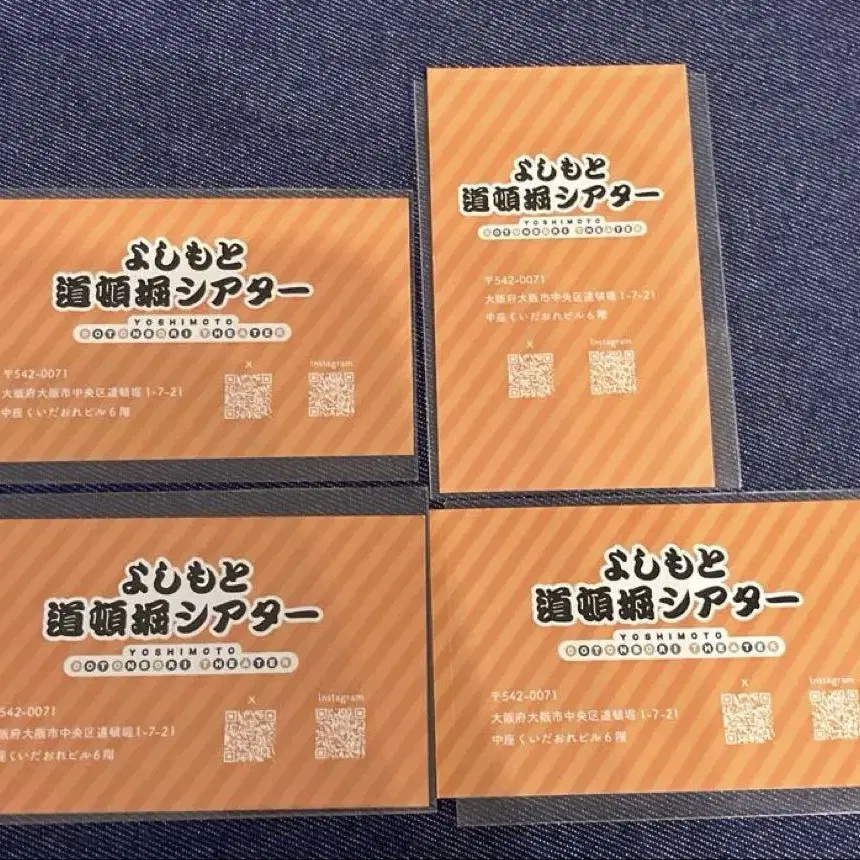 よしもと
道頓堀シアター
YOSHIMOTO
DOTONBORI THEATER
〒542-0071
大阪府大阪市中央区道頓堀1-7-21
中座くいだおれビル6階
X
Instagram
よしもと
道頓堀シアター
YOSHIMOTO
DOTONBORI THEATER
〒542-0071
大阪府大阪市中央区道頓堀1-7-21
中座くいだおれビル6階
X
Instagram
よしもと
道頓堀シアター
YOSHIMOTO
DOTONBORI THEATER
542-0071
阪府大阪市中央区道頓堀1-7-21
座くいだおれビル6階
X
Instagram
よしもと
道頓堀シアター
YOSHIMOTO
DOTONBORI THEATER
〒542-0071
大阪府大阪市中央区道頓堀1-7-21
中座くいだおれビル6階
X
Instagram